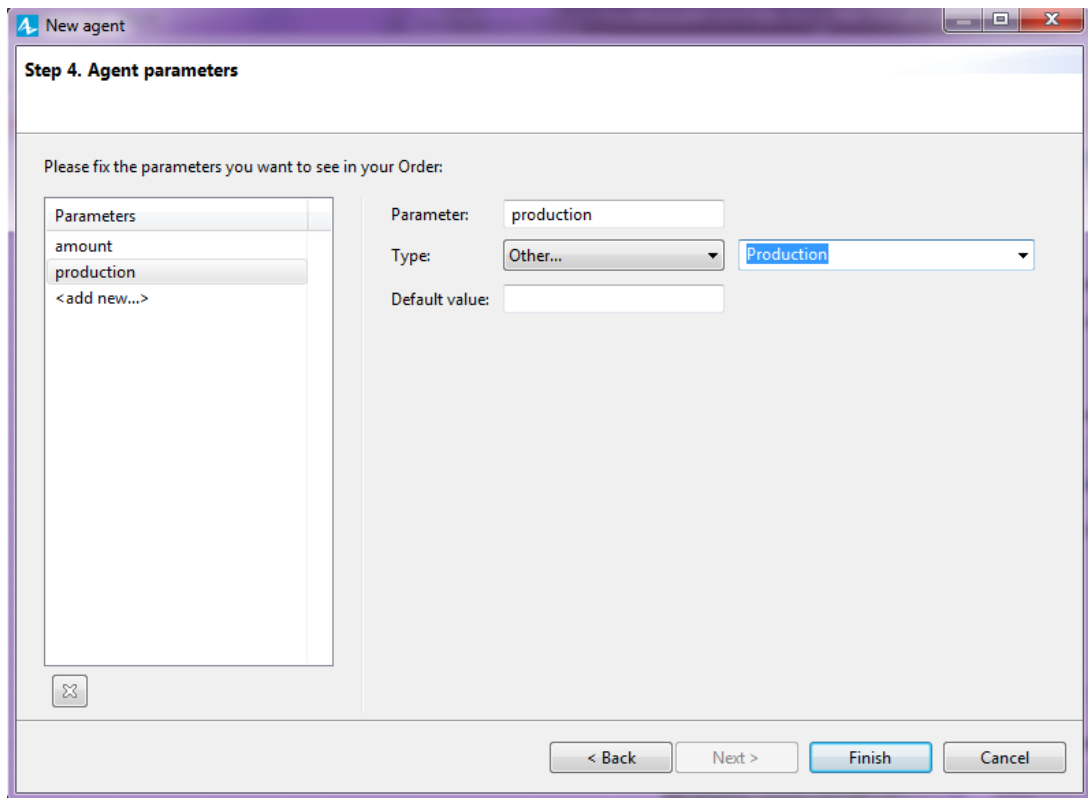 New agent
Step 4. Agent parameters
Please fix the parameters you want to see in your Order:
Parameters
amount
production
<add new...>
Parameter: production
Type: Other... Production
Default value:
< Back Next > Finish Cancel